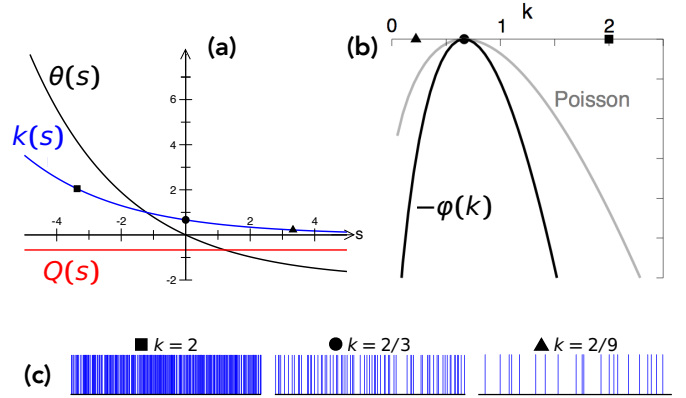 (a)
θ(s)
k(s)
Q(s)
6
4
2
-2
-4
-2
2
4
s
(b)
k
0
1
2
Poisson
−φ(k)
(c)
■ k = 2
● k = 2/3
▲ k = 2/9